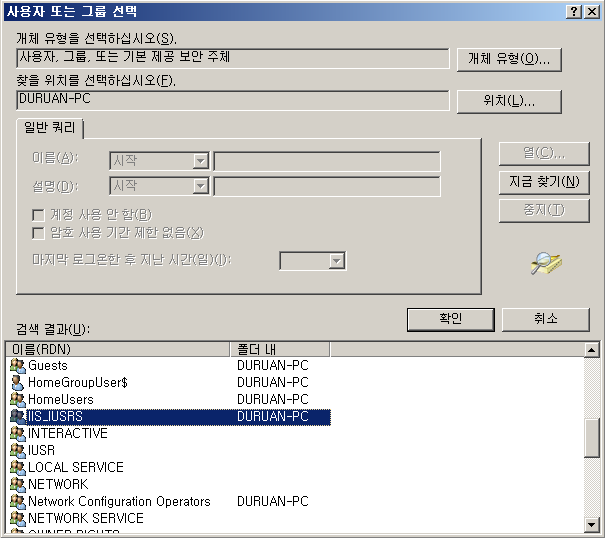 사용자 또는 그룹 선택
개체 유형을 선택하십시오(S).
사용자, 그룹, 또는 기본 제공 보안 주체
개체 유형(O)...
찾을 위치를 선택하십시오(F).
DURUAN-PC
위치(L)...
일반 쿼리
이름(A):
시작
열(C)...
설명(D):
시작
지금 찾기(N)
계정 사용 안 함(B)
중지(T)
암호 사용 기간 제한 없음(X)
마지막 로그온한 후 지난 시간(일)(I):
확인
취소
검색 결과(U):
이름(RDN) 폴더 내
Guests DURUAN-PC
HomeGroupUser$ DURUAN-PC
HomeUsers DURUAN-PC
IIS_IUSRS DURUAN-PC
INTERACTIVE
IUSR
LOCAL SERVICE
NETWORK
Network Configuration Operators DURUAN-PC
NETWORK SERVICE
OWNER RIGHTS